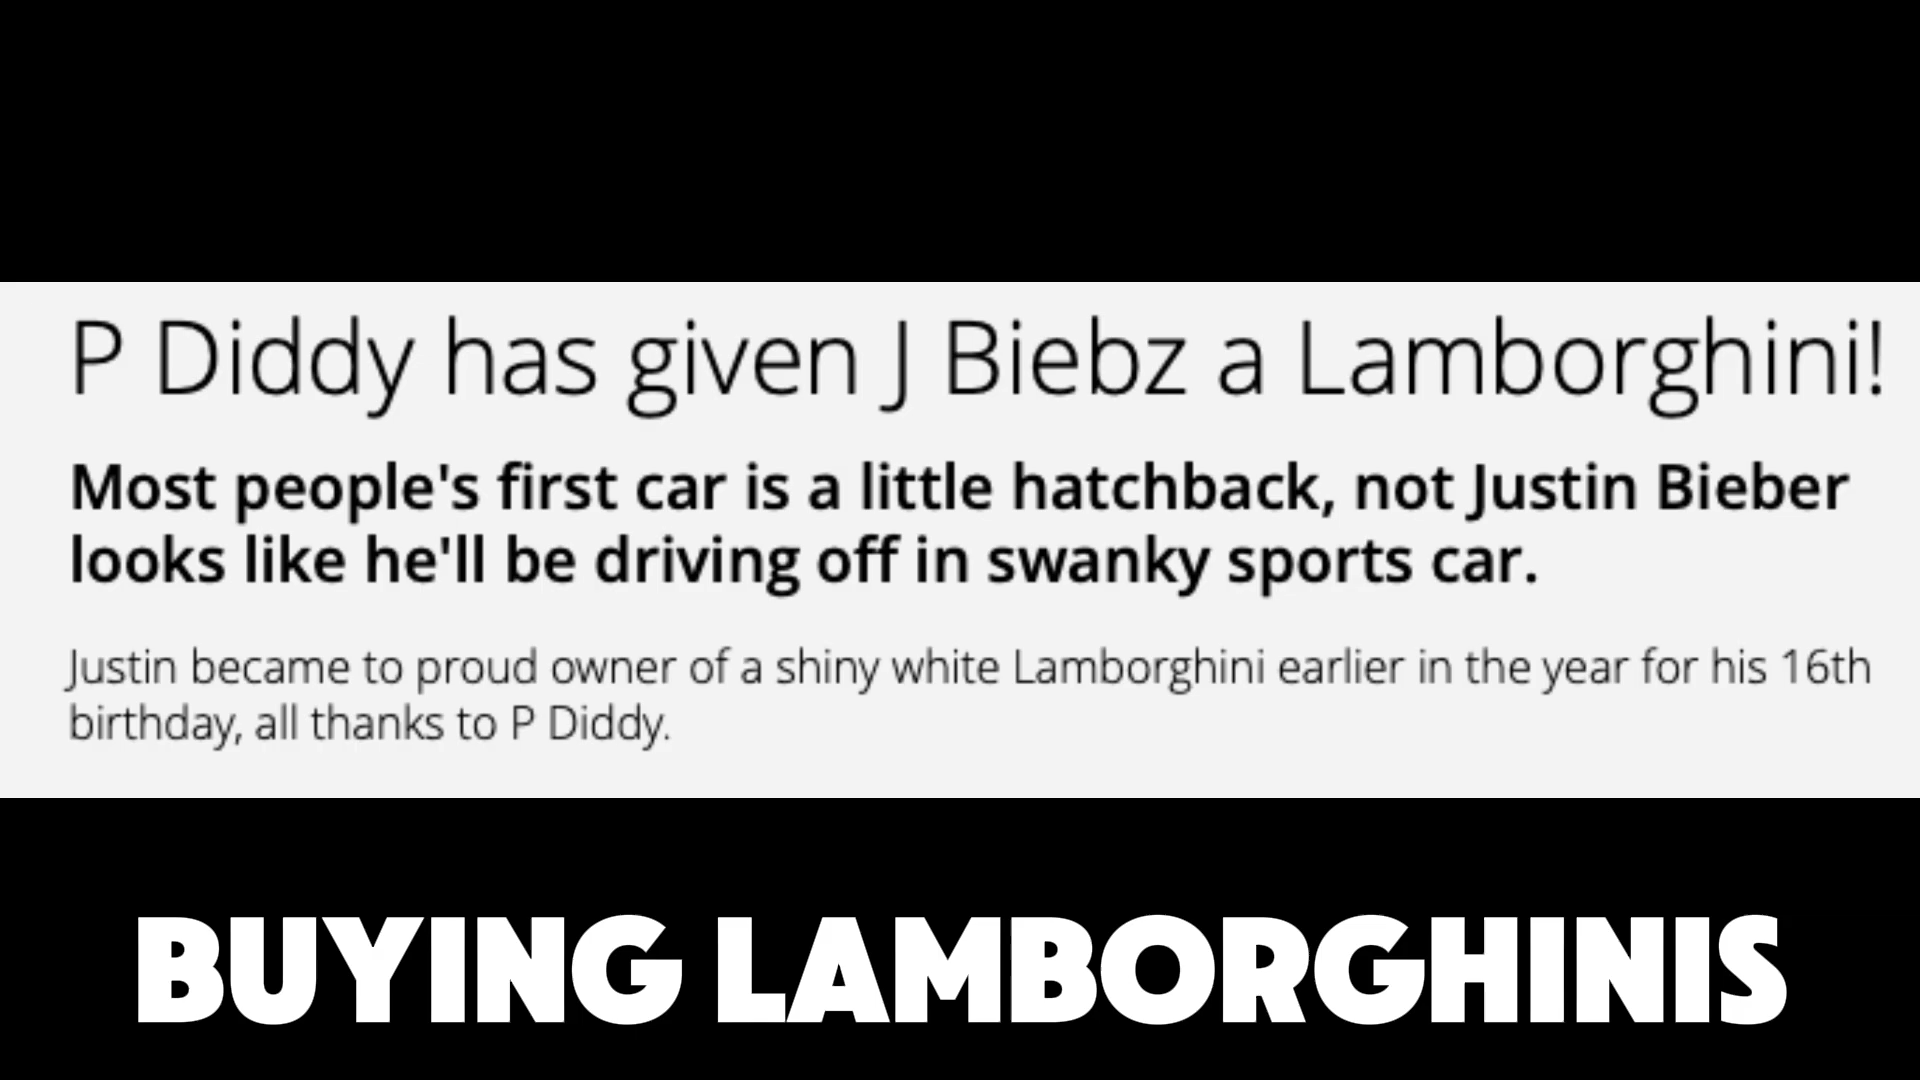 P Diddy has given J Biebz a Lamborghini!
Most people's first car is a little hatchback, not Justin Bieber
looks like he'll be driving off in swanky sports car.
Justin became to proud owner of a shiny white Lamborghini earlier in the year for his 16th
birthday, all thanks to P Diddy.
BUYING LAMBORGHINIS